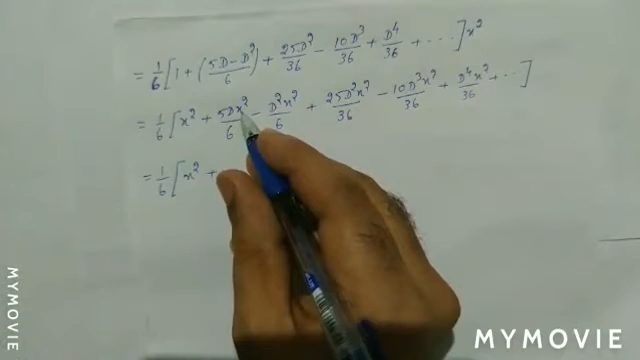 = 1/6 [ 1 + (5D - D²)/6 ) + 25D²/36 - 10D³/36 + D⁴/36 + ... ] x²
= 1/6 [ x² + 5Dx²/6 - D²x²/6 + 25D²x²/36 - 10D³x²/36 + D⁴x²/36 + ... ]
= 1/6 [ x² +
MYMOVIE
MYMOVIE